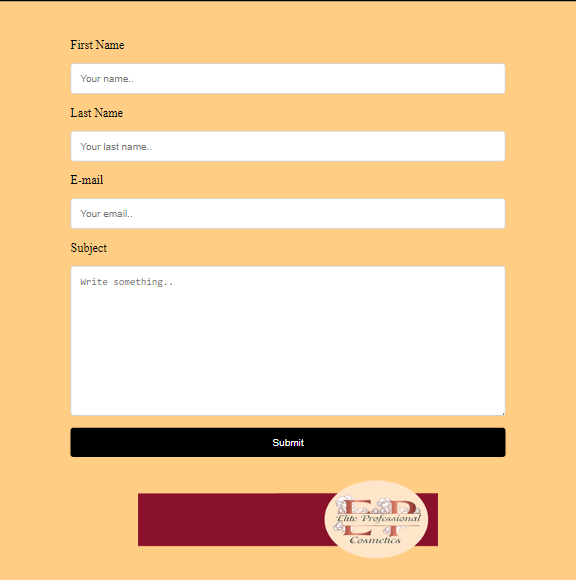 First Name
Your name..
Last Name
Your last name..
E-mail
Your email..
Subject
Write something..
Submit
EP
Elite Professional
Cosmetics